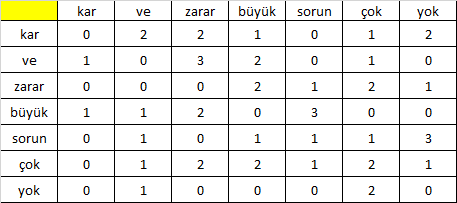 kar ve zarar büyük sorun çok yok
kar 0 2 2 1 0 1 2
ve 1 0 3 2 0 1 0
zarar 0 0 0 2 1 2 1
büyük 1 1 2 0 3 0 0
sorun 0 1 0 1 1 1 3
çok 0 1 2 2 1 2 1
yok 0 1 0 0 0 2 0